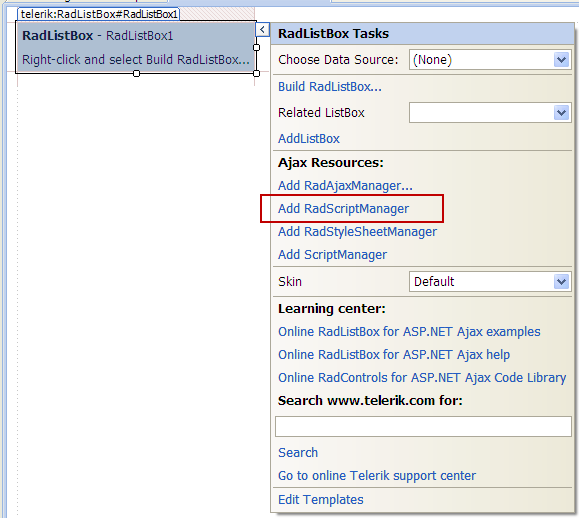 telerik:RadListBox#RadListBox1
RadListBox - RadListBox1
Right-click and select Build RadListBox...
RadListBox Tasks
Choose Data Source: (None)
Build RadListBox...
Related ListBox
AddListBox
Ajax Resources:
Add RadAjaxManager...
Add RadScriptManager
Add RadStyleSheetManager
Add ScriptManager
Skin Default
Learning center:
Online RadListBox for ASP.NET Ajax examples
Online RadListBox for ASP.NET Ajax help
Online RadControls for ASP.NET Ajax Code Library
Search www.telerik.com for:
Search
Go to online Telerik support center
Edit Templates